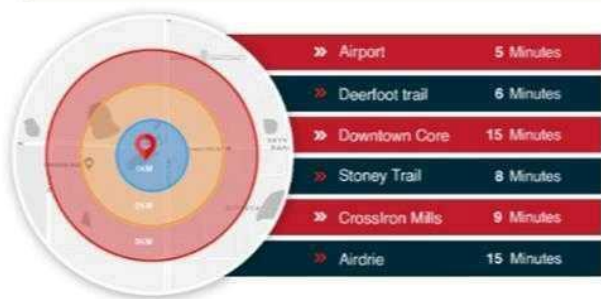 » Airport 5 Minutes
» Deerfoot trail 6 Minutes
» Downtown Core 15 Minutes
» Stoney Trail 8 Minutes
» CrossIron Mills 9 Minutes
» Airdrie 15 Minutes